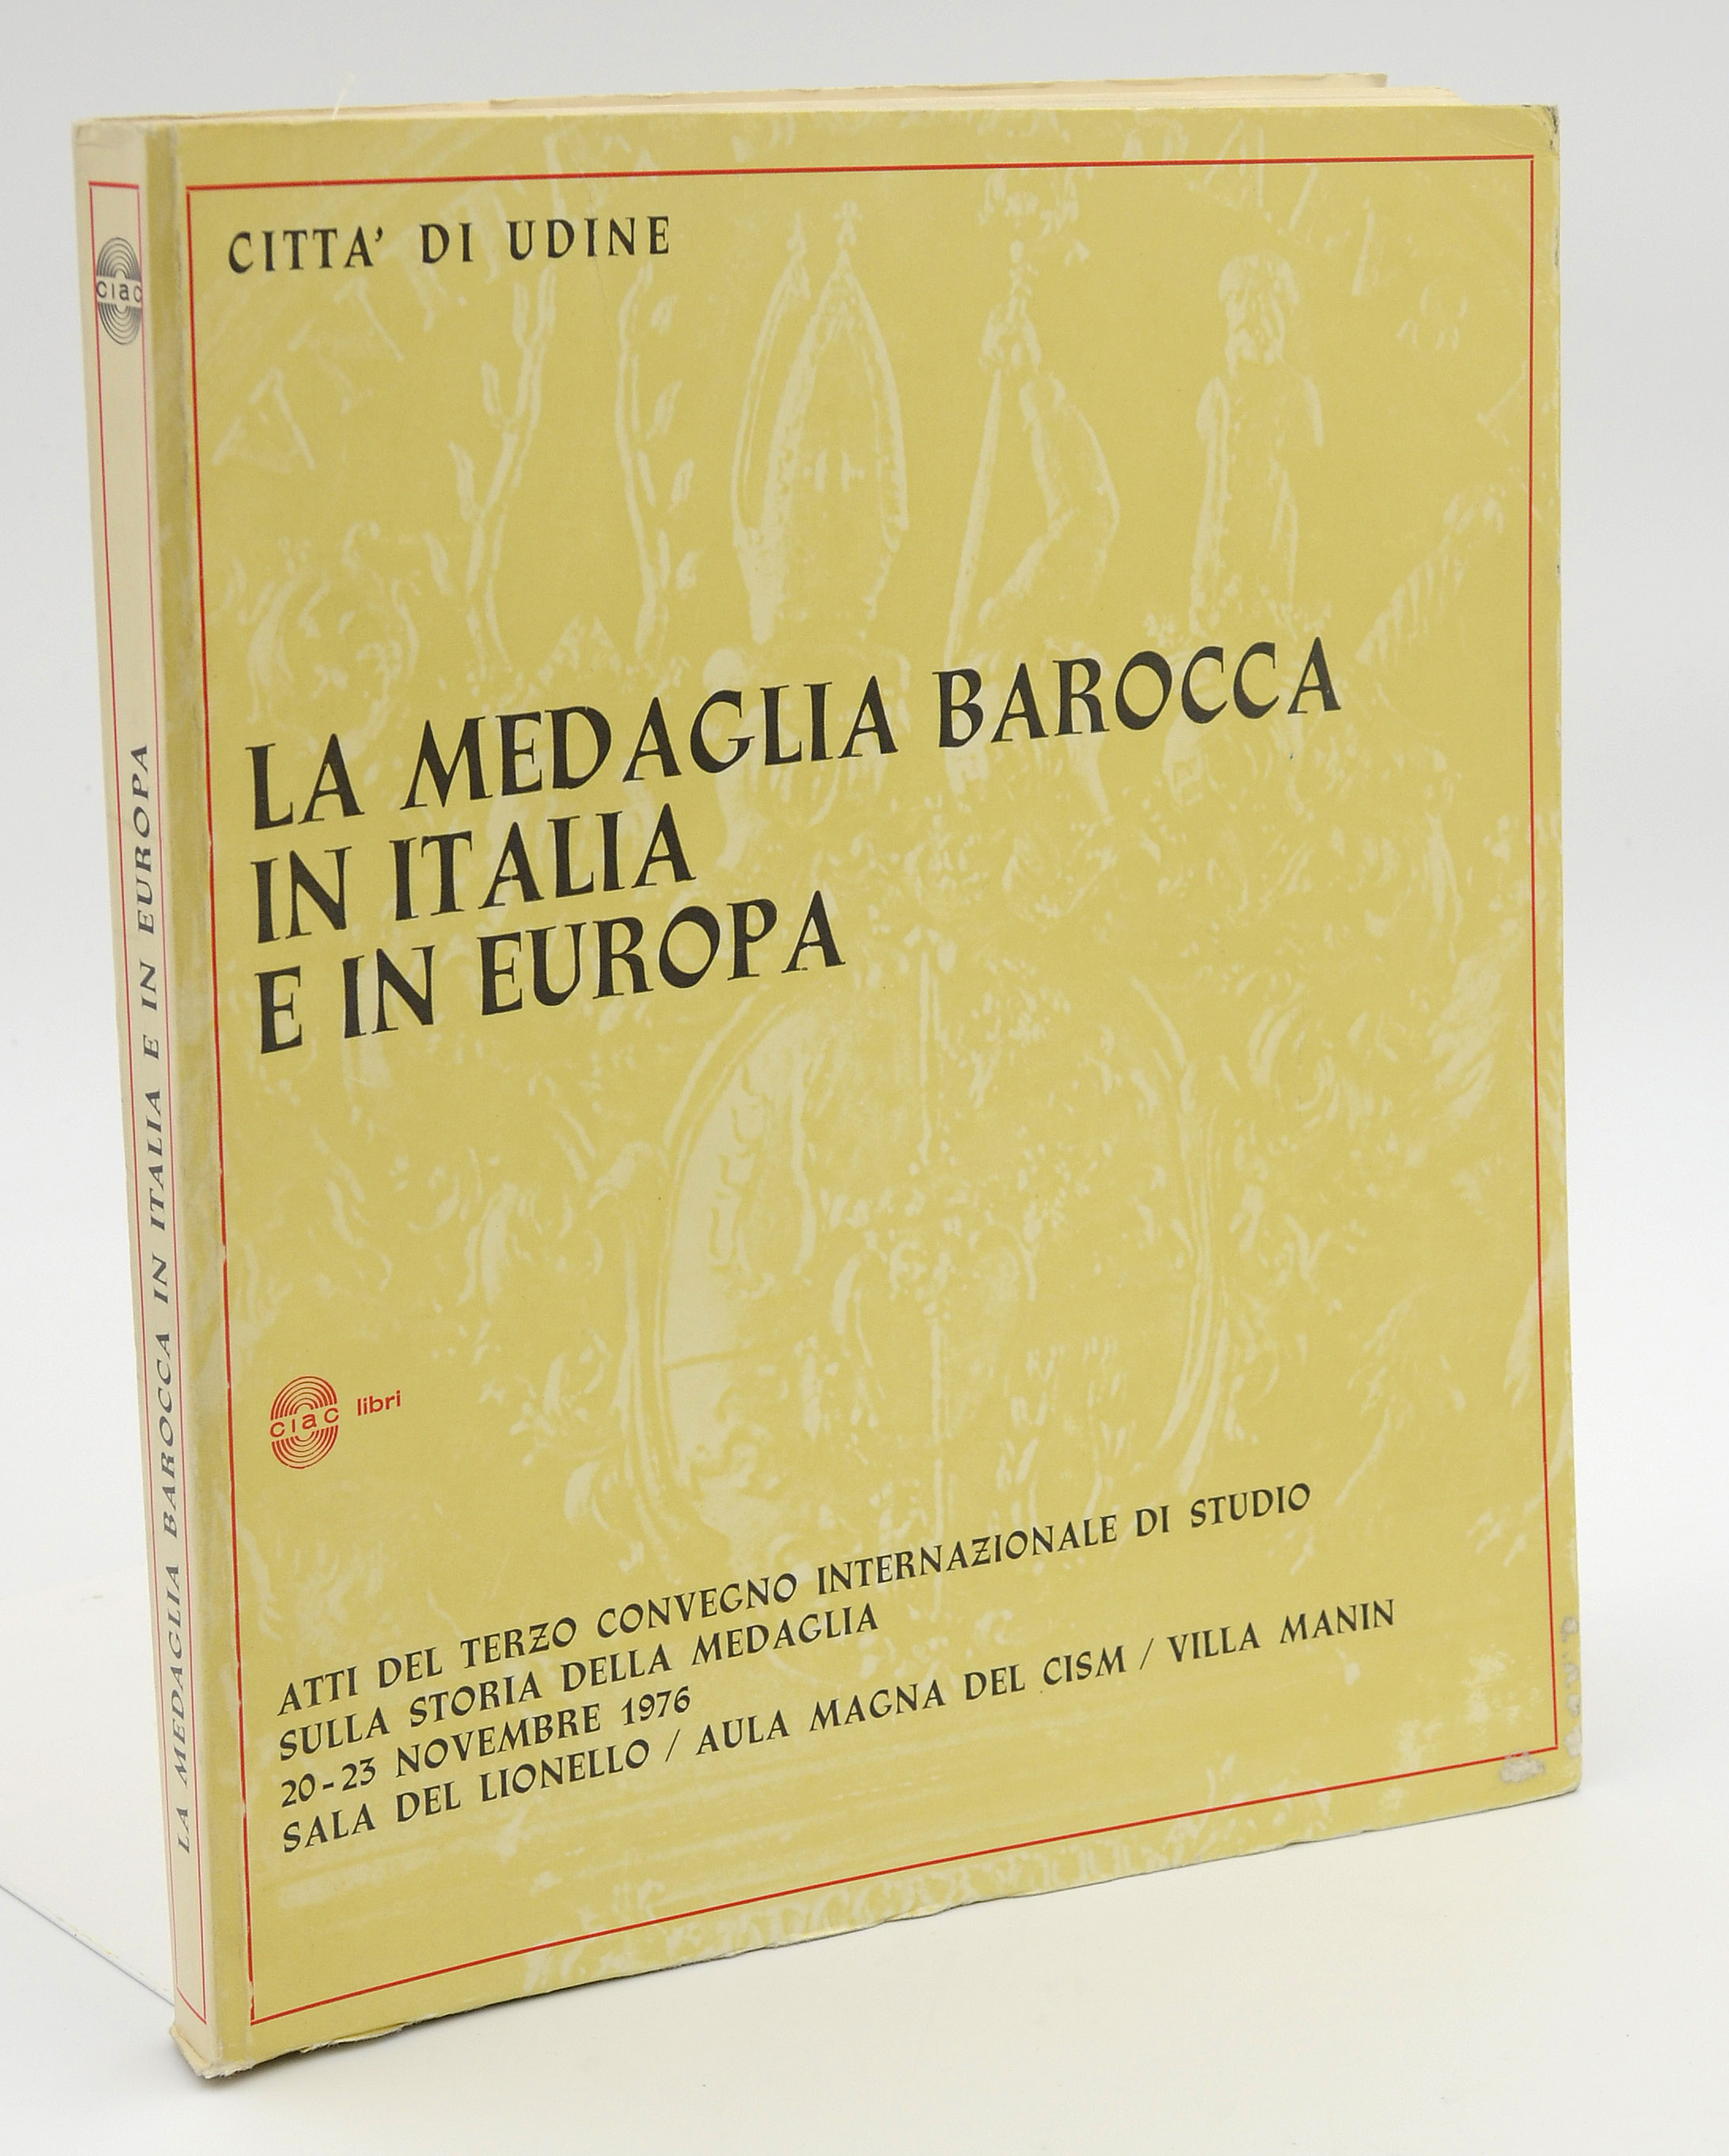 CITTA' DI UDINE
LA MEDAGLIA BAROCCA
IN ITALIA
E IN EUROPA
ciac libri
ATTI DEL TERZO CONVEGNO INTERNAZIONALE DI STUDIO
SULLA STORIA DELLA MEDAGLIA
20-23 NOVEMBRE 1976
SALA DEL LIONELLO / AULA MAGNA DEL CISM / VILLA MANIN
ciac
LA MEDAGLIA BAROCCA IN ITALIA E IN EUROPA